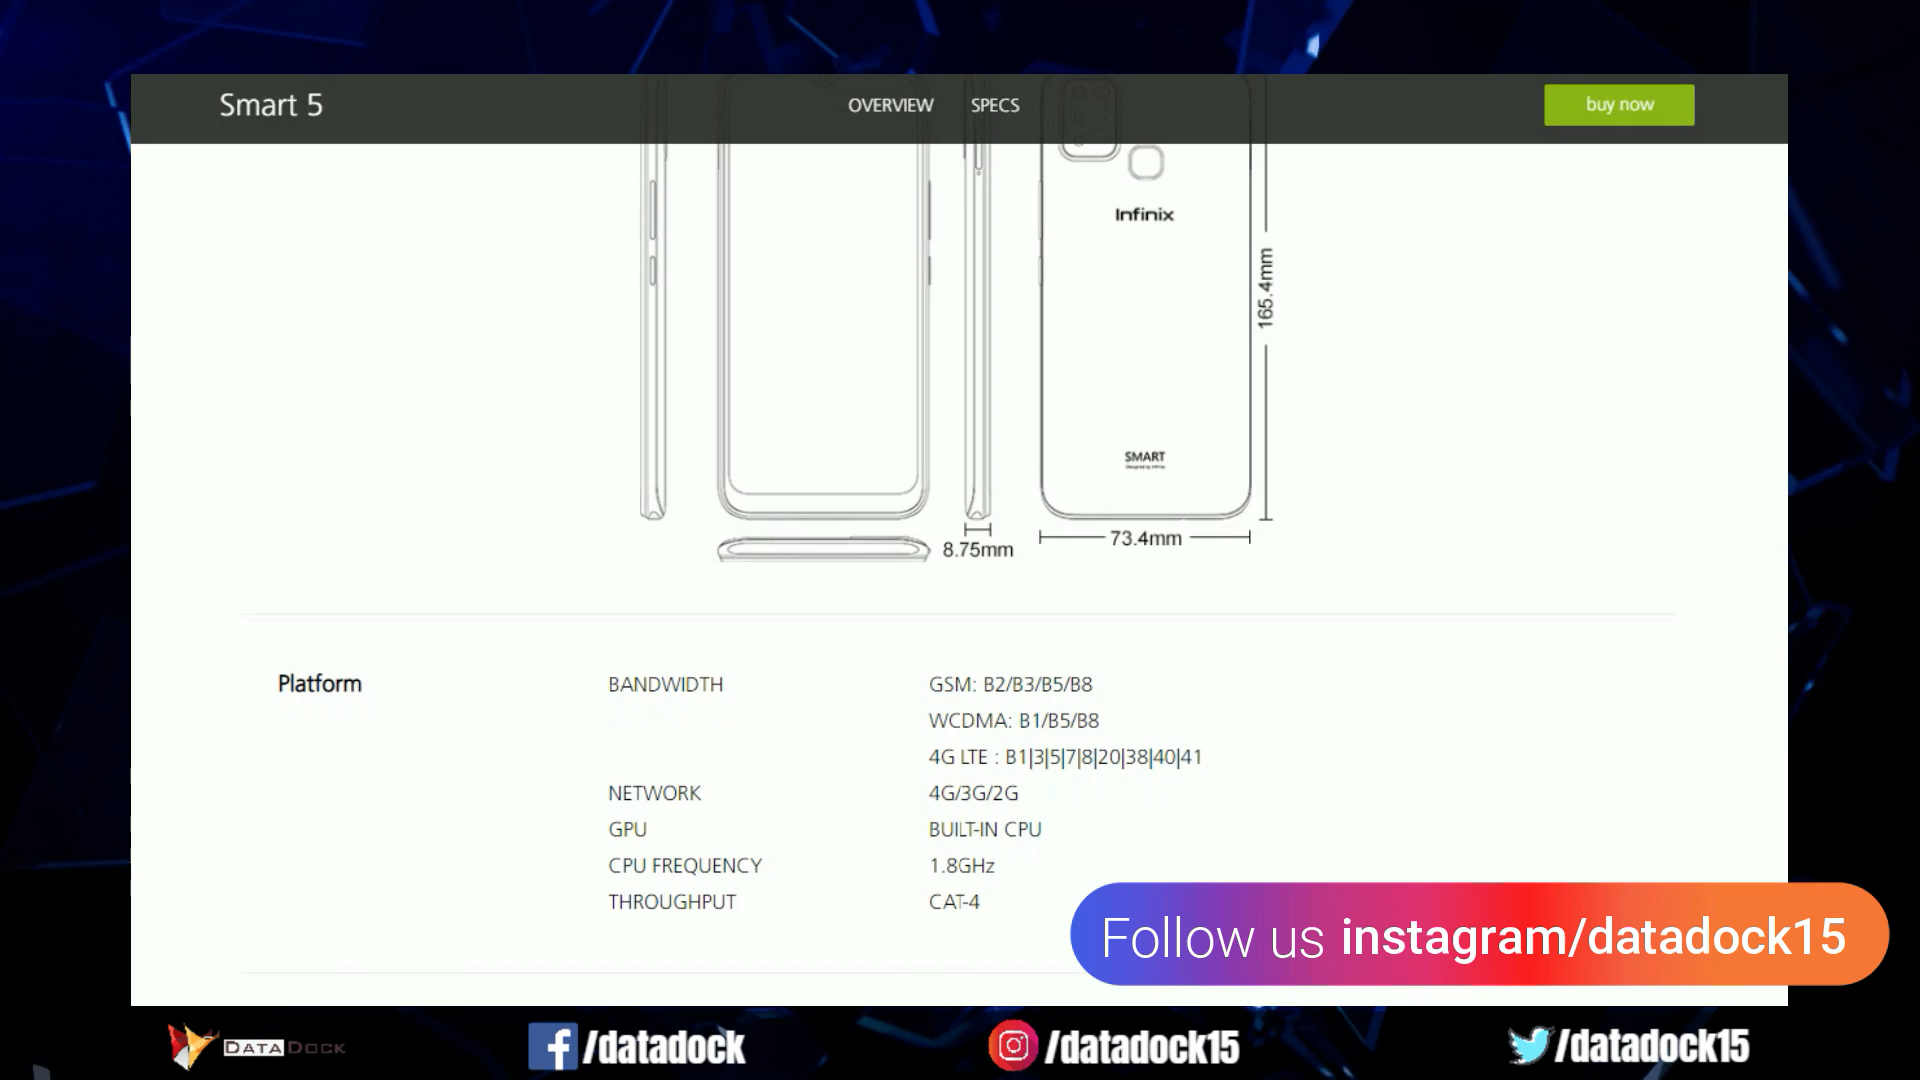 Smart 5
OVERVIEW
SPECS
buy now
Infinix
165.4mm
SMART
8.75mm
73.4mm
Platform
BANDWIDTH
GSM: B2/B3/B5/B8
WCDMA: B1/B5/B8
4G LTE : B1|3|5|7|8|20|38|40|41
NETWORK
4G/3G/2G
GPU
BUILT-IN CPU
CPU FREQUENCY
1.8GHz
THROUGHPUT
CAT-4
Follow us instagram/datadock15
DATADOCK
/datadock
/datadock15
/datadock15